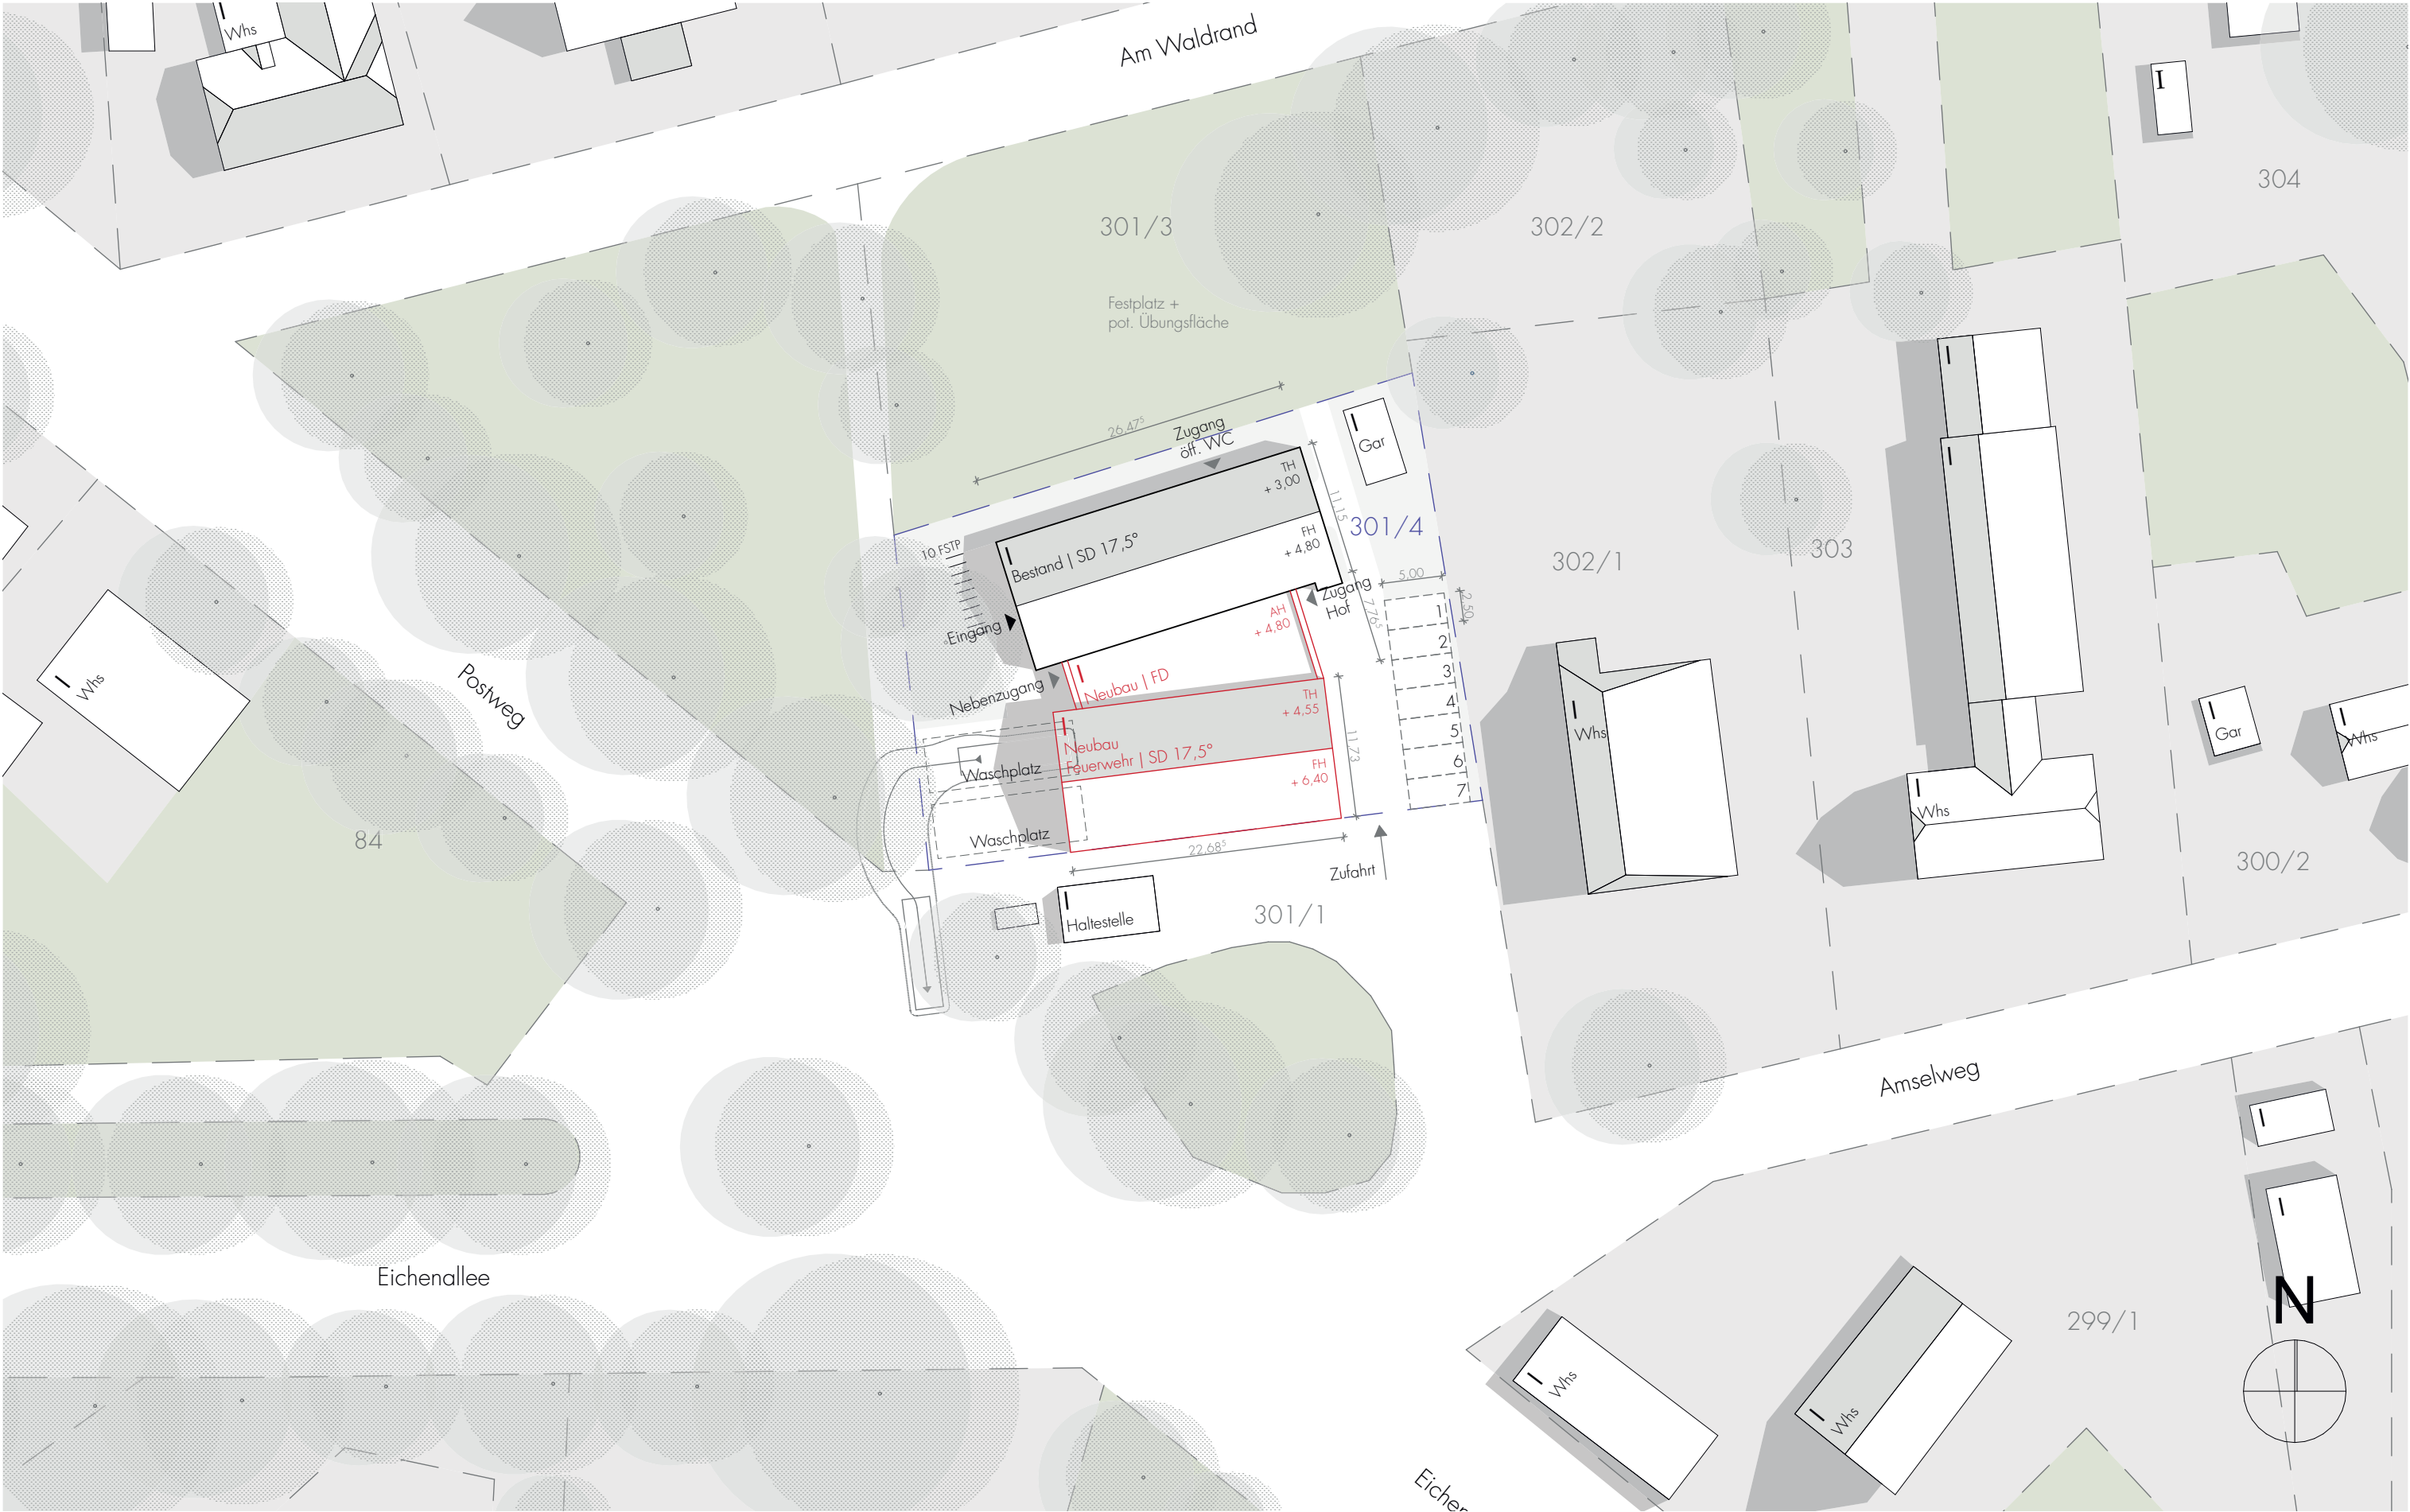 Whs
I
Am Waldrand
I
304
301/3
302/2
Festplatz +
pot. Übungsfläche
26.47⁵
Zugang
öff. WC
I
Gar
TH
+ 3,00
11.15
301/4
FH
+ 4,80
10 FSTP
I
Bestand | SD 17,5°
302/1
303
I
I
5.00
2.50
Zugang
Hof
7.76⁵
AH
+ 4,80
Eingang
I
Neubau | FD
Nebenzugang
TH
+ 4,55
I
Neubau
Feuerwehr | SD 17,5°
FH
+ 6,40
11.73
1
2
3
4
5
6
7
Waschplatz
Waschplatz
22.68⁵
Zufahrt
I
Whs
Postweg
I
Whs
84
I
Haltestelle
301/1
I
Whs
I
Gar
I
Whs
300/2
Amselweg
I
I
Eichenallee
N
299/1
I
Whs
I
Whs
Eichen